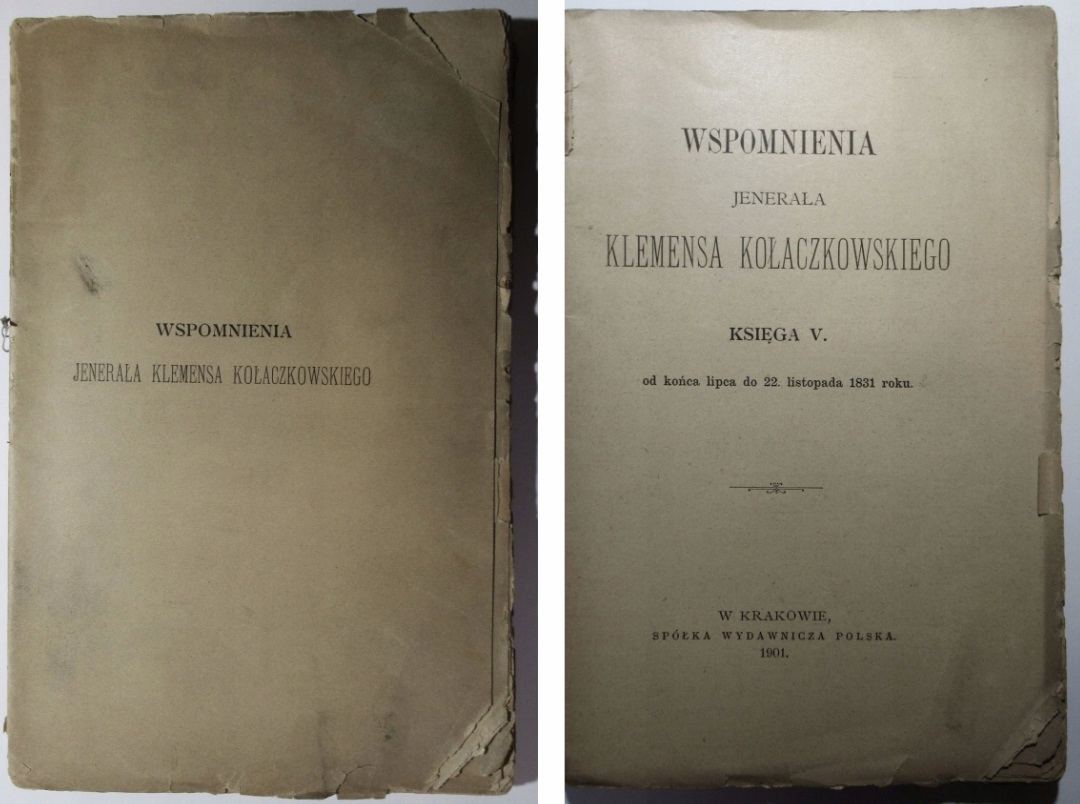 WSPOMNIENIA
JENERAŁA KLEMENSA KOŁACZKOWSKIEGO
WSPOMNIENIA
JENERAŁA
KLEMENSA KOŁACZKOWSKIEGO
KSIĘGA V.
od końca lipca do 22. listopada 1831 roku.
W KRAKOWIE,
SPÓŁKA WYDAWNICZA POLSKA.
1901.